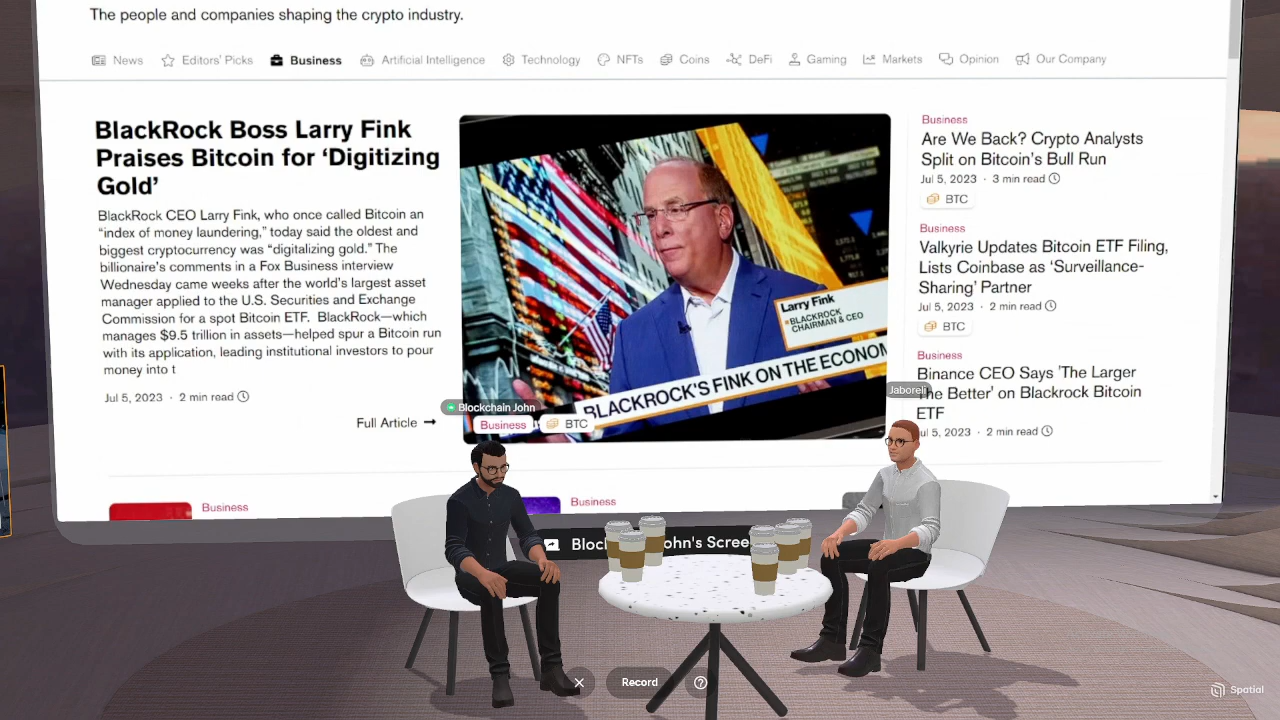 The people and companies shaping the crypto industry.
News Editors' Picks Business Artificial Intelligence Technology NFTs Coins DeFi Gaming Markets Opinion Our Company
BlackRock Boss Larry Fink
Praises Bitcoin for ‘Digitizing
Gold’
BlackRock CEO Larry Fink, who once called Bitcoin an
“index of money laundering,” today said the oldest and
biggest cryptocurrency was “digitalizing gold.” The
billionaire’s comments in a Fox Business interview
Wednesday came weeks after the world’s largest asset
manager applied to the U.S. Securities and Exchange
Commission for a spot Bitcoin ETF. BlackRock—which
manages $9.5 trillion in assets—helped spur a Bitcoin run
with its application, leading institutional investors to pour
money into t
Jul 5, 2023 · 2 min read
Full Article
Larry Fink
BLACKROCK
CHAIRMAN & CEO
BLACKROCK'S FINK ON THE ECONOM
Business BTC
Business
Are We Back? Crypto Analysts
Split on Bitcoin’s Bull Run
Jul 5, 2023 · 3 min read
BTC
Business
Valkyrie Updates Bitcoin ETF Filing,
Lists Coinbase as ‘Surveillance-
Sharing’ Partner
Jul 5, 2023 · 2 min read
BTC
Business
Binance CEO Says 'The Larger
The Better' on Blackrock Bitcoin
ETF
Jul 5, 2023 · 2 min read
Blockchain John
Jaboreli
Business
Business
Block ohn's Scree
Record
Spatial